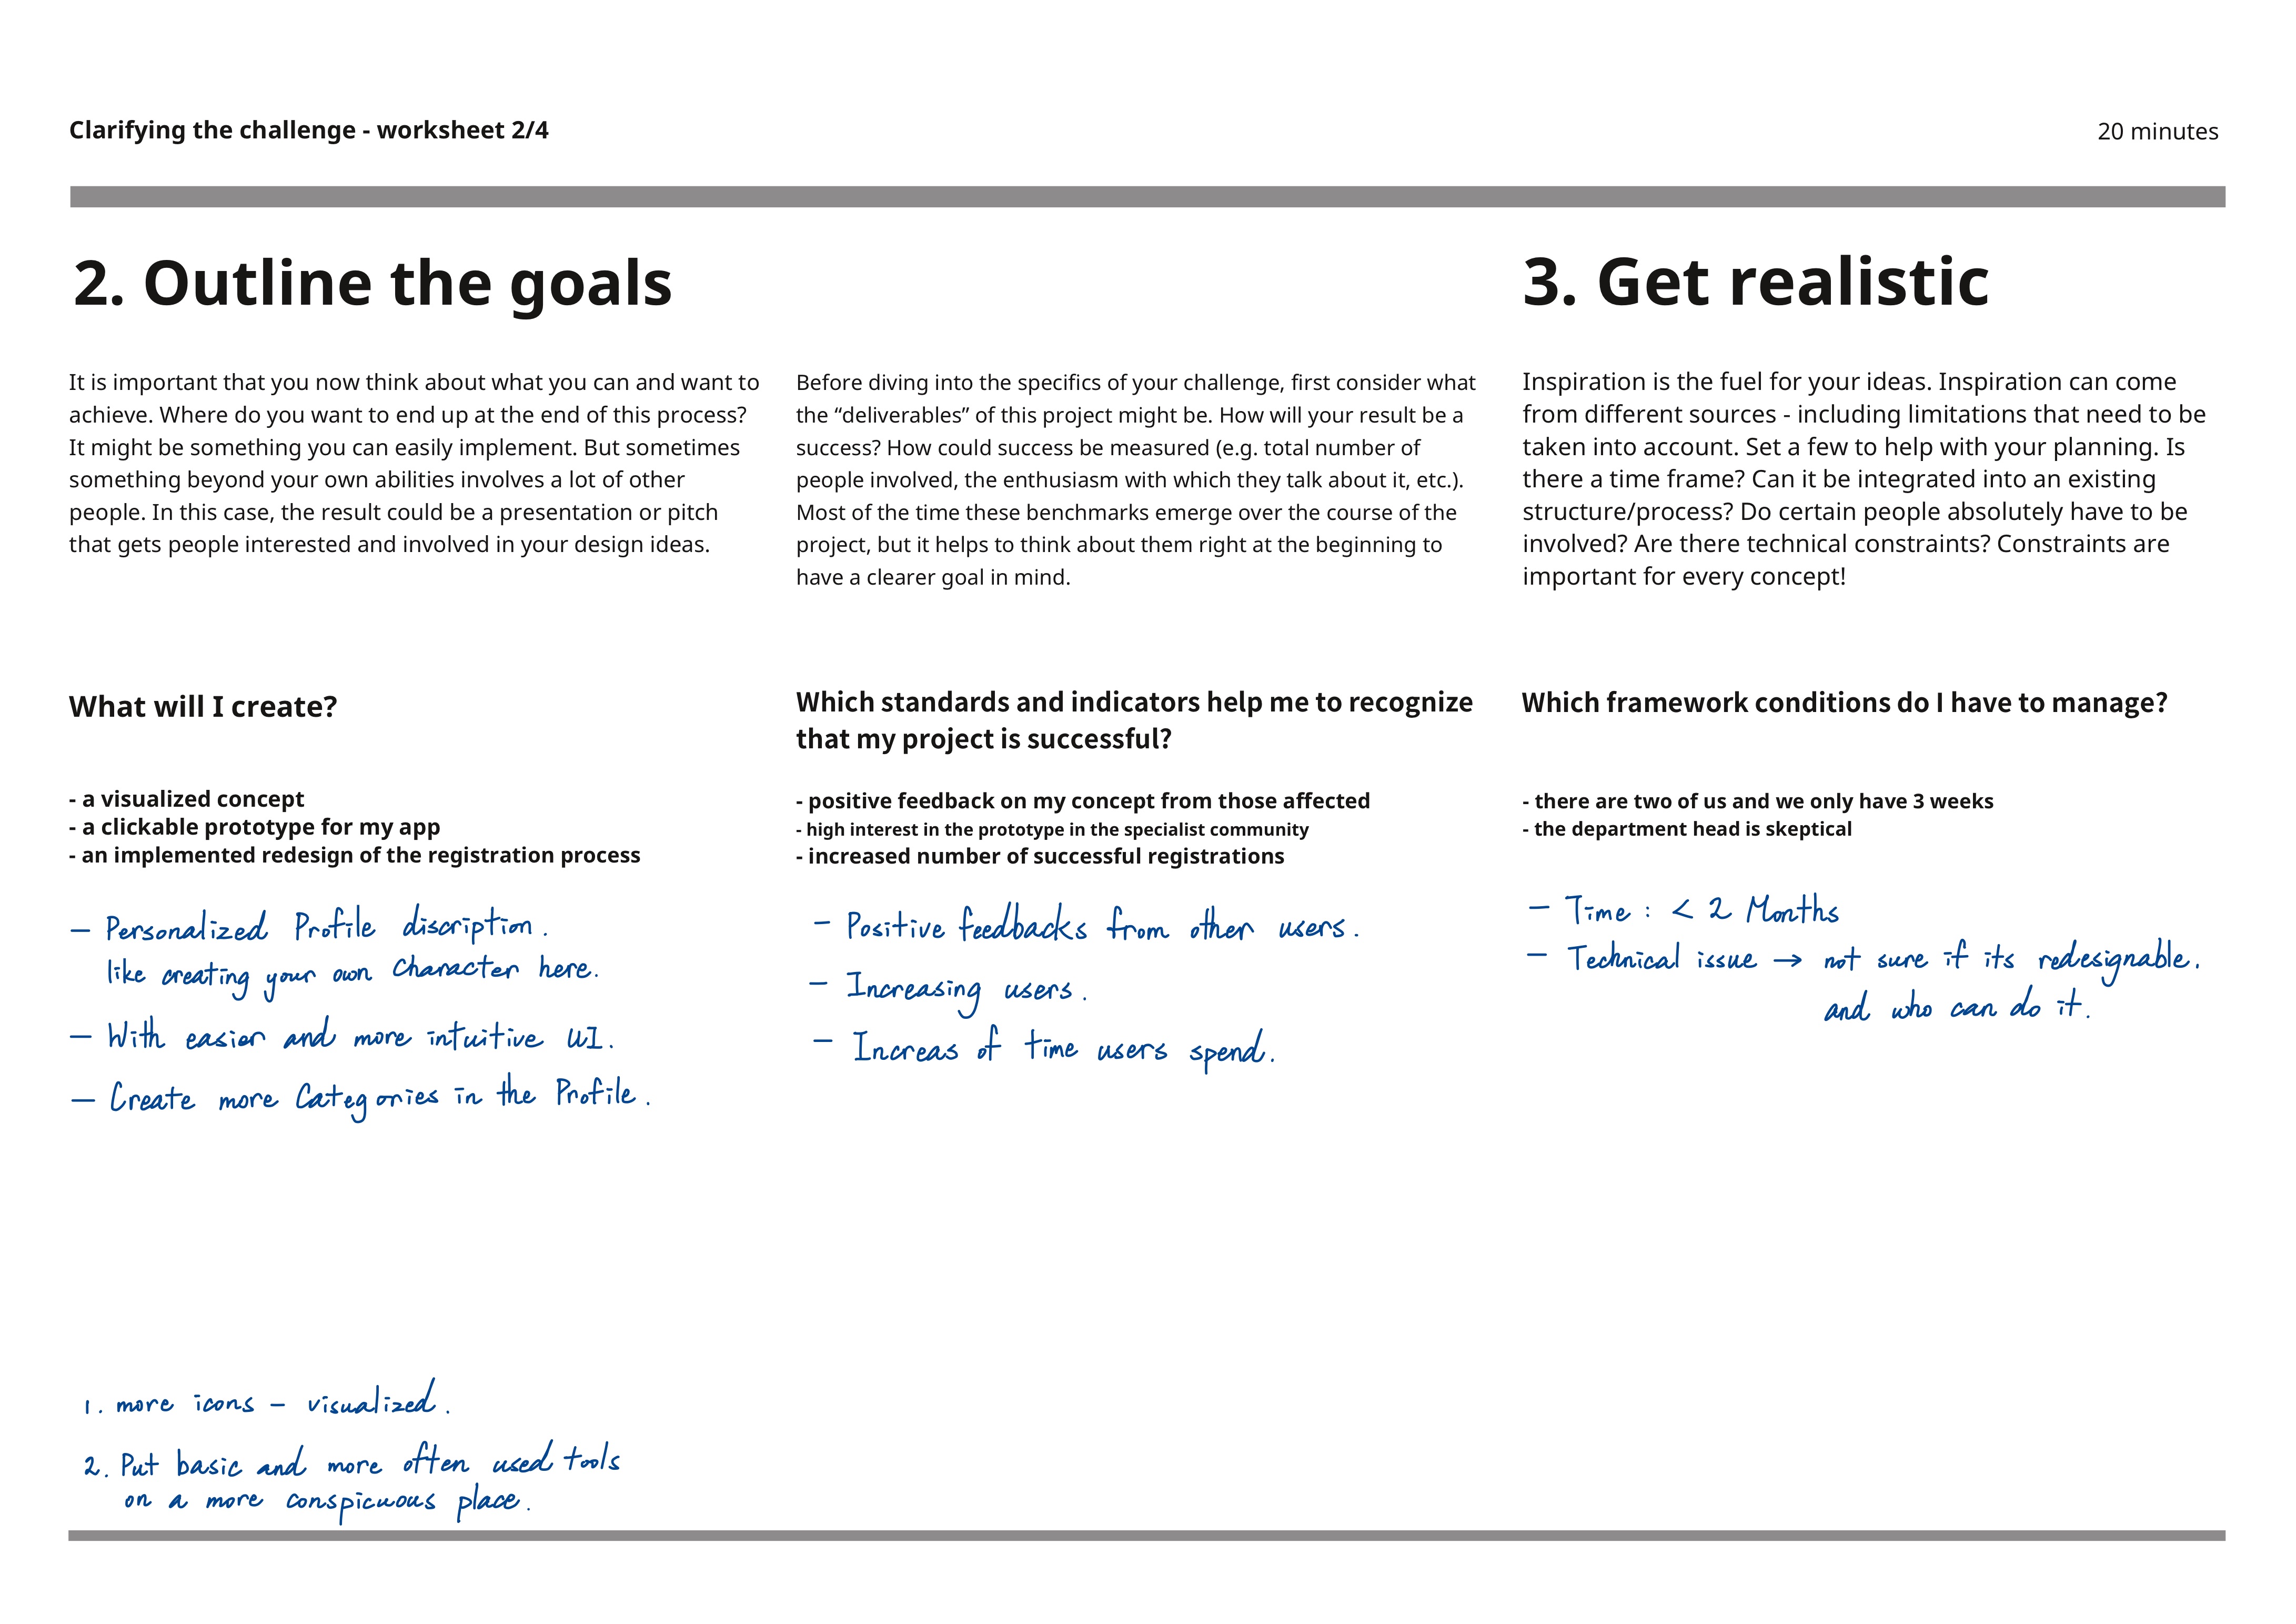 Clarifying the challenge - worksheet 2/4
20 minutes
2. Outline the goals
It is important that you now think about what you can and want to
achieve. Where do you want to end up at the end of this process?
It might be something you can easily implement. But sometimes
something beyond your own abilities involves a lot of other
people. In this case, the result could be a presentation or pitch
that gets people interested and involved in your design ideas.
What will I create?
- a visualized concept
- a clickable prototype for my app
- an implemented redesign of the registration process
- Personalized Profile discription.
like creating your own Character here.
- With easier and more intuitive UI.
- Create more Categories in the Profile.
1. more icons - visualized.
2. Put basic and more often used tools
on a more conspicuous place.
Before diving into the specifics of your challenge, first consider what
the “deliverables” of this project might be. How will your result be a
success? How could success be measured (e.g. total number of
people involved, the enthusiasm with which they talk about it, etc.).
Most of the time these benchmarks emerge over the course of the
project, but it helps to think about them right at the beginning to
have a clearer goal in mind.
Which standards and indicators help me to recognize
that my project is successful?
- positive feedback on my concept from those affected
- high interest in the prototype in the specialist community
- increased number of successful registrations
- Positive feedbacks from other users.
- Increasing users.
- Increas of time users spend.
3. Get realistic
Inspiration is the fuel for your ideas. Inspiration can come
from different sources - including limitations that need to be
taken into account. Set a few to help with your planning. Is
there a time frame? Can it be integrated into an existing
structure/process? Do certain people absolutely have to be
involved? Are there technical constraints? Constraints are
important for every concept!
Which framework conditions do I have to manage?
- there are two of us and we only have 3 weeks
- the department head is skeptical
- Time : < 2 Months
- Technical issue → not sure if its redesignable.
and who can do it.